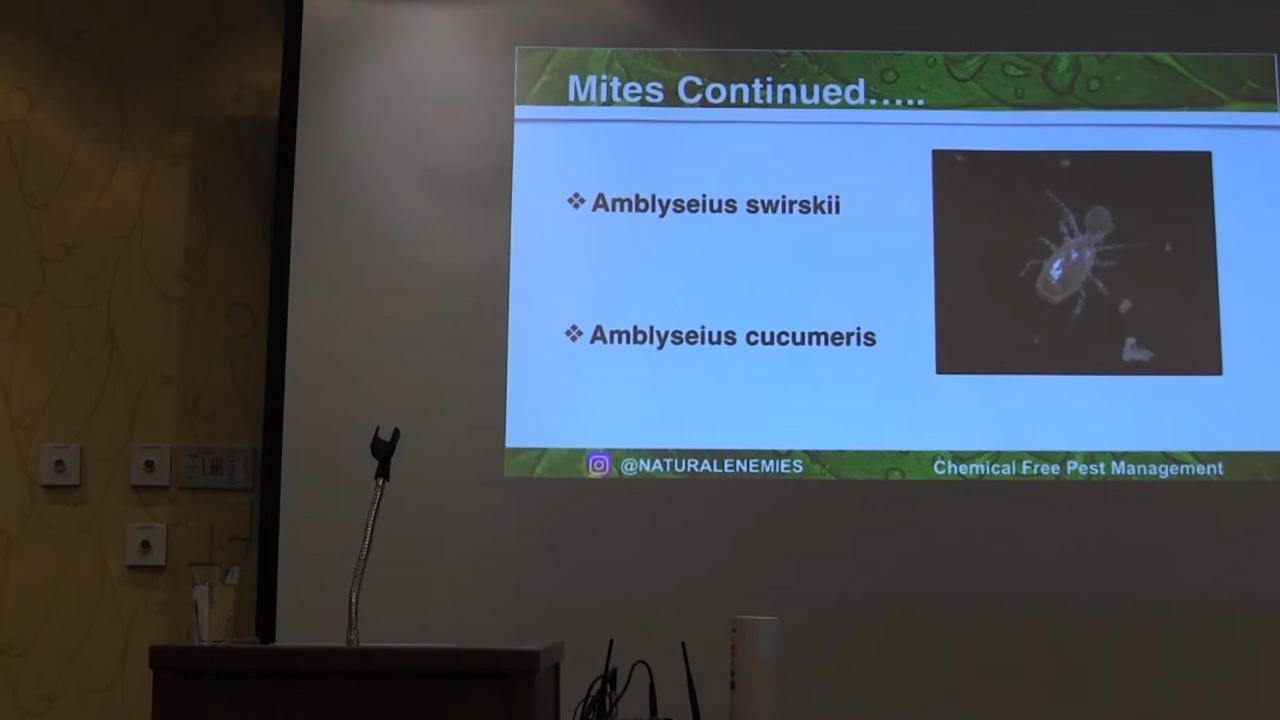 Mites Continued.....
❖ Amblyseius swirskii
❖ Amblyseius cucumeris
@NATURALENEMIES
Chemical Free Pest Management